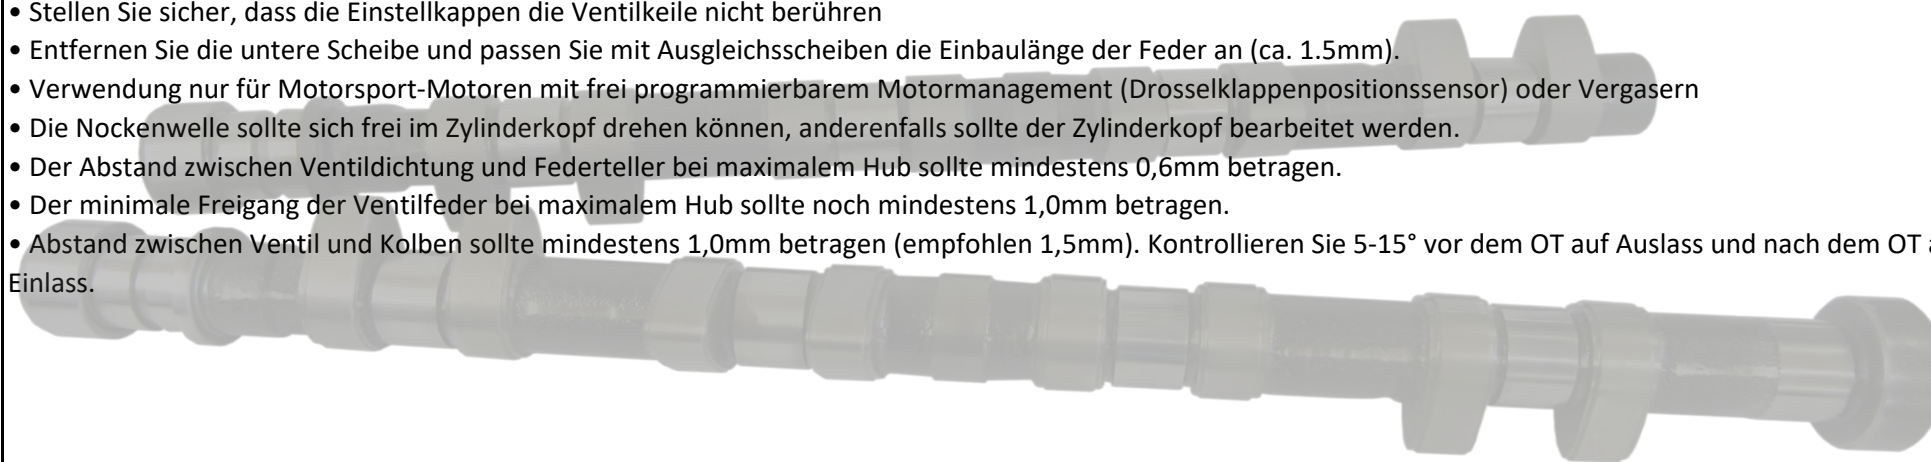 • Stellen Sie sicher, dass die Einstellkappen die Ventilkeile nicht berühren
• Entfernen Sie die untere Scheibe und passen Sie mit Ausgleichsscheiben die Einbaulänge der Feder an (ca. 1.5mm).
• Verwendung nur für Motorsport-Motoren mit frei programmierbarem Motormanagement (Drosselklappenpositionssensor) oder Vergasern
• Die Nockenwelle sollte sich frei im Zylinderkopf drehen können, anderenfalls sollte der Zylinderkopf bearbeitet werden.
• Der Abstand zwischen Ventildichtung und Federteller bei maximalem Hub sollte mindestens 0,6mm betragen.
• Der minimale Freigang der Ventilfeder bei maximalem Hub sollte noch mindestens 1,0mm betragen.
• Abstand zwischen Ventil und Kolben sollte mindestens 1,0mm betragen (empfohlen 1,5mm). Kontrollieren Sie 5-15° vor dem OT auf Auslass und nach dem OT
Einlass.